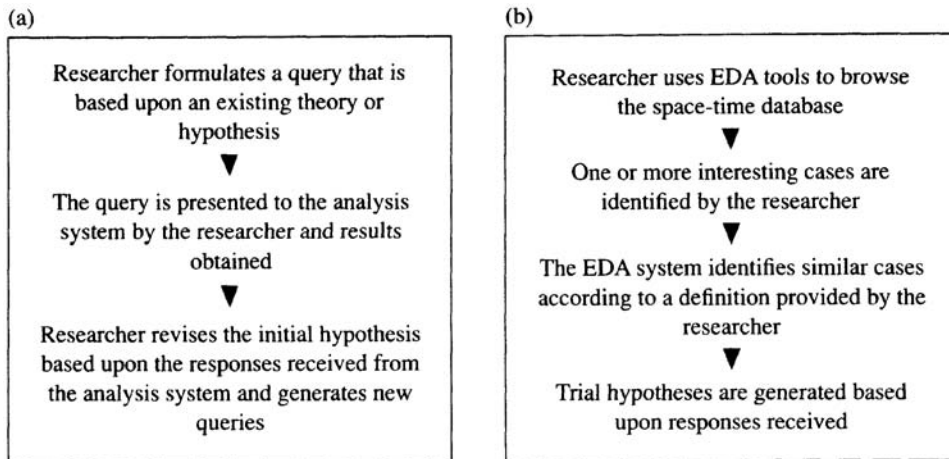 (a)
Researcher formulates a query that is
based upon an existing theory or
hypothesis
The query is presented to the analysis
system by the researcher and results
obtained
Researcher revises the initial hypothesis
based upon the responses received from
the analysis system and generates new
queries
(b)
Researcher uses EDA tools to browse
the space-time database
One or more interesting cases are
identified by the researcher
The EDA system identifies similar cases
according to a definition provided by the
researcher
Trial hypotheses are generated based
upon responses received